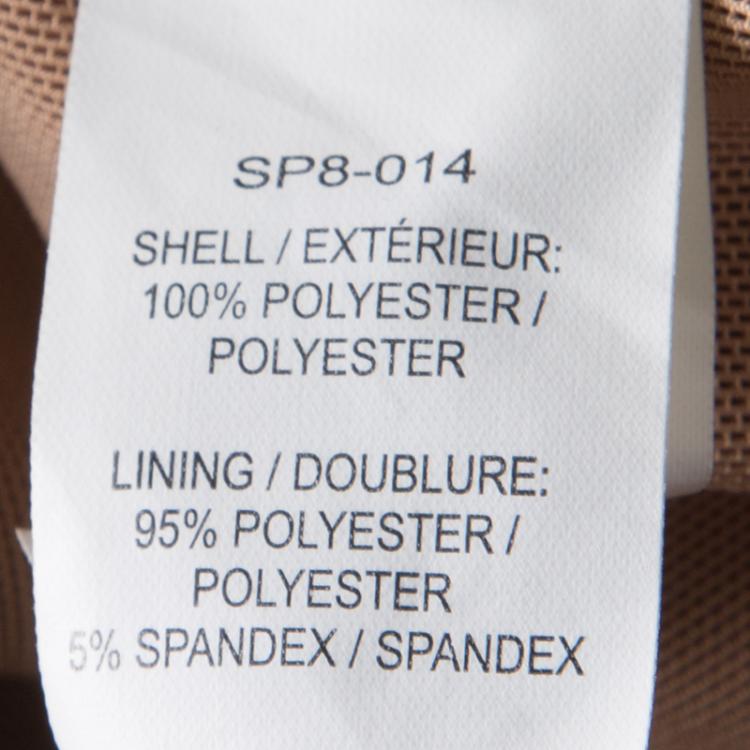 SP8-014
SHELL / EXTÉRIEUR:
100% POLYESTER /
POLYESTER
LINING / DOUBLURE:
95% POLYESTER /
POLYESTER
5% SPANDEX / SPANDEX